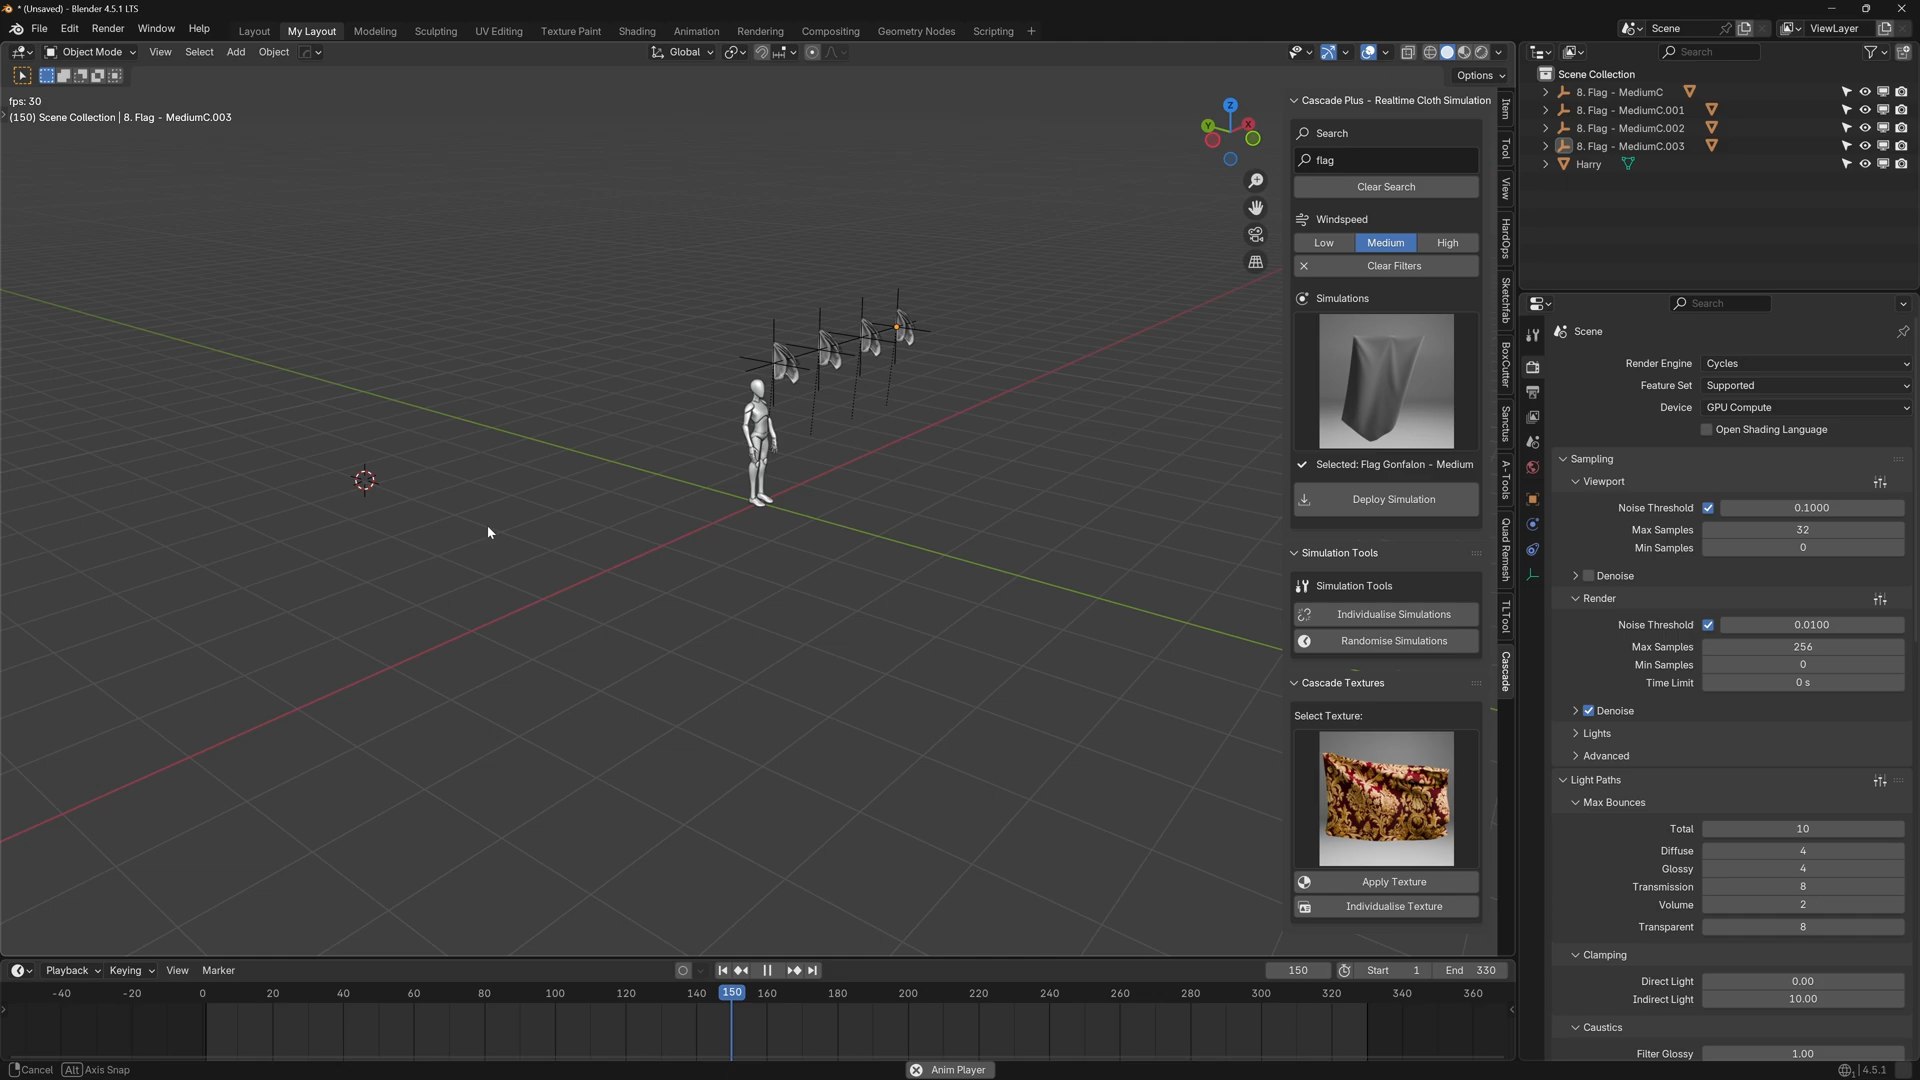 * (Unsaved) - Blender 4.5.1 LTS
File Edit Render Window Help
Layout My Layout Modeling Sculpting UV Editing Texture Paint Shading Animation Rendering Compositing Geometry Nodes Scripting +
Scene ViewLayer
Object Mode View Select Add Object Global
Search
Options
fps: 30
(150) Scene Collection | 8. Flag - MediumC.003
Z
Y
X
Cascade Plus - Realtime Cloth Simulation
Search
flag
Clear Search
Windspeed
Low Medium High
Clear Filters
Simulations
Selected: Flag Gonfalon - Medium
Deploy Simulation
Simulation Tools
Simulation Tools
Individualise Simulations
Randomise Simulations
Cascade Textures
Select Texture:
Apply Texture
Individualise Texture
Item
Tool
View
HardOps
Sketchfab
BoxCutter
Sanctus
A-Tools
Quad Remesh
TLTool
Cascade
Scene Collection
8. Flag - MediumC
8. Flag - MediumC.001
8. Flag - MediumC.002
8. Flag - MediumC.003
Harry
Search
Scene
Render Engine Cycles
Feature Set Supported
Device GPU Compute
Open Shading Language
Sampling
Viewport
Noise Threshold 0.1000
Max Samples 32
Min Samples 0
Denoise
Render
Noise Threshold 0.0100
Max Samples 256
Min Samples 0
Time Limit 0 s
Denoise
Lights
Advanced
Light Paths
Max Bounces
Total 10
Diffuse 4
Glossy 4
Transmission 8
Volume 2
Transparent 8
Clamping
Direct Light 0.00
Indirect Light 10.00
Caustics
Filter Glossy 1.00
Playback Keying View Marker
150 Start 1 End 330
-40 -20 0 20 40 60 80 100 120 140 150 160 180 200 220 240 260 280 300 320 340 360
Cancel Alt Axis Snap
Anim Player
4.5.1